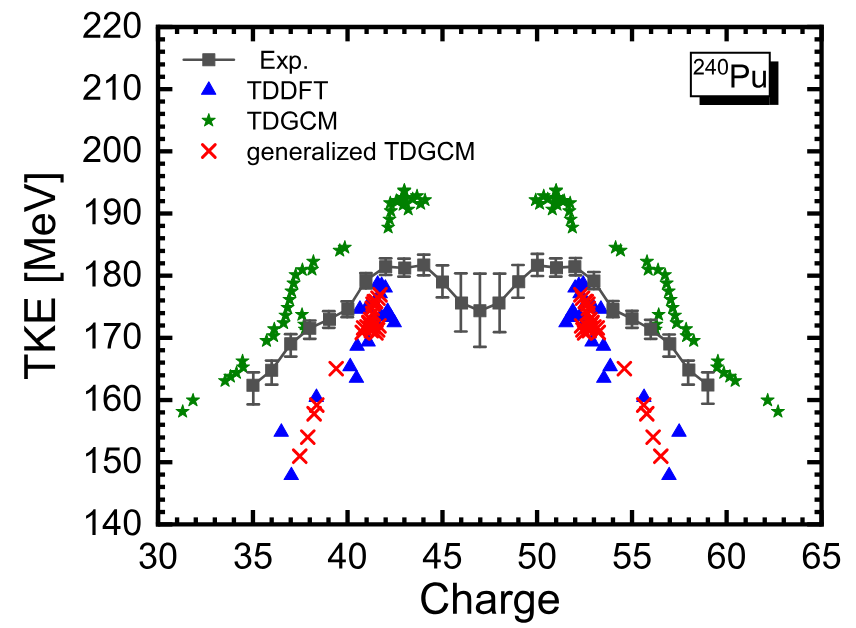 220
210
200
190
180
170
160
150
140
TKE [MeV]
Exp.
TDDFT
TDGCM
generalized TDGCM
²⁴⁰Pu
30 35 40 45 50 55 60 65
Charge